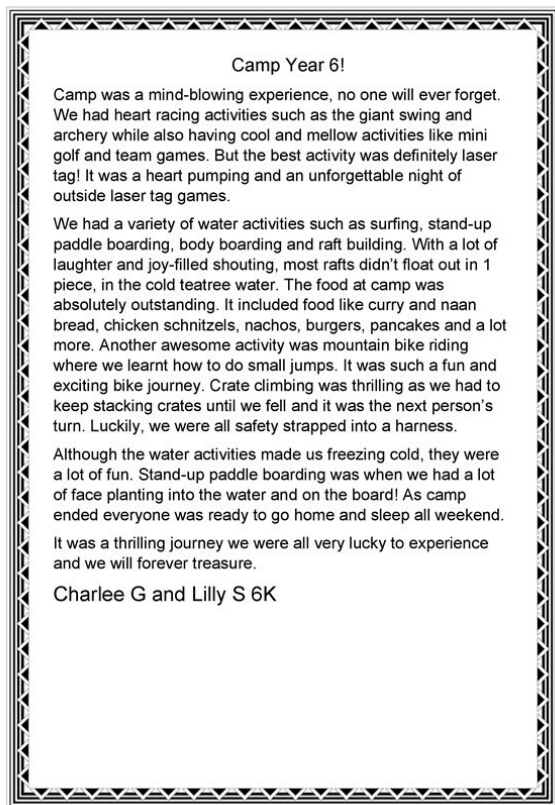 Camp Year 6!
Camp was a mind-blowing experience, no one will ever forget.
We had heart racing activities such as the giant swing and
archery while also having cool and mellow activities like mini
golf and team games. But the best activity was definitely laser
tag! It was a heart pumping and an unforgettable night of
outside laser tag games.
We had a variety of water activities such as surfing, stand-up
paddle boarding, body boarding and raft building. With a lot of
laughter and joy-filled shouting, most rafts didn’t float out in 1
piece, in the cold teatree water. The food at camp was
absolutely outstanding. It included food like curry and naan
bread, chicken schnitzels, nachos, burgers, pancakes and a lot
more. Another awesome activity was mountain bike riding
where we learnt how to do small jumps. It was such a fun and
exciting bike journey. Crate climbing was thrilling as we had to
keep stacking crates until we fell and it was the next person’s
turn. Luckily, we were all safety strapped into a harness.
Although the water activities made us freezing cold, they were
a lot of fun. Stand-up paddle boarding was when we had a lot
of face planting into the water and on the board! As camp
ended everyone was ready to go home and sleep all weekend.
It was a thrilling journey we were all very lucky to experience
and we will forever treasure.
Charlee G and Lilly S 6K